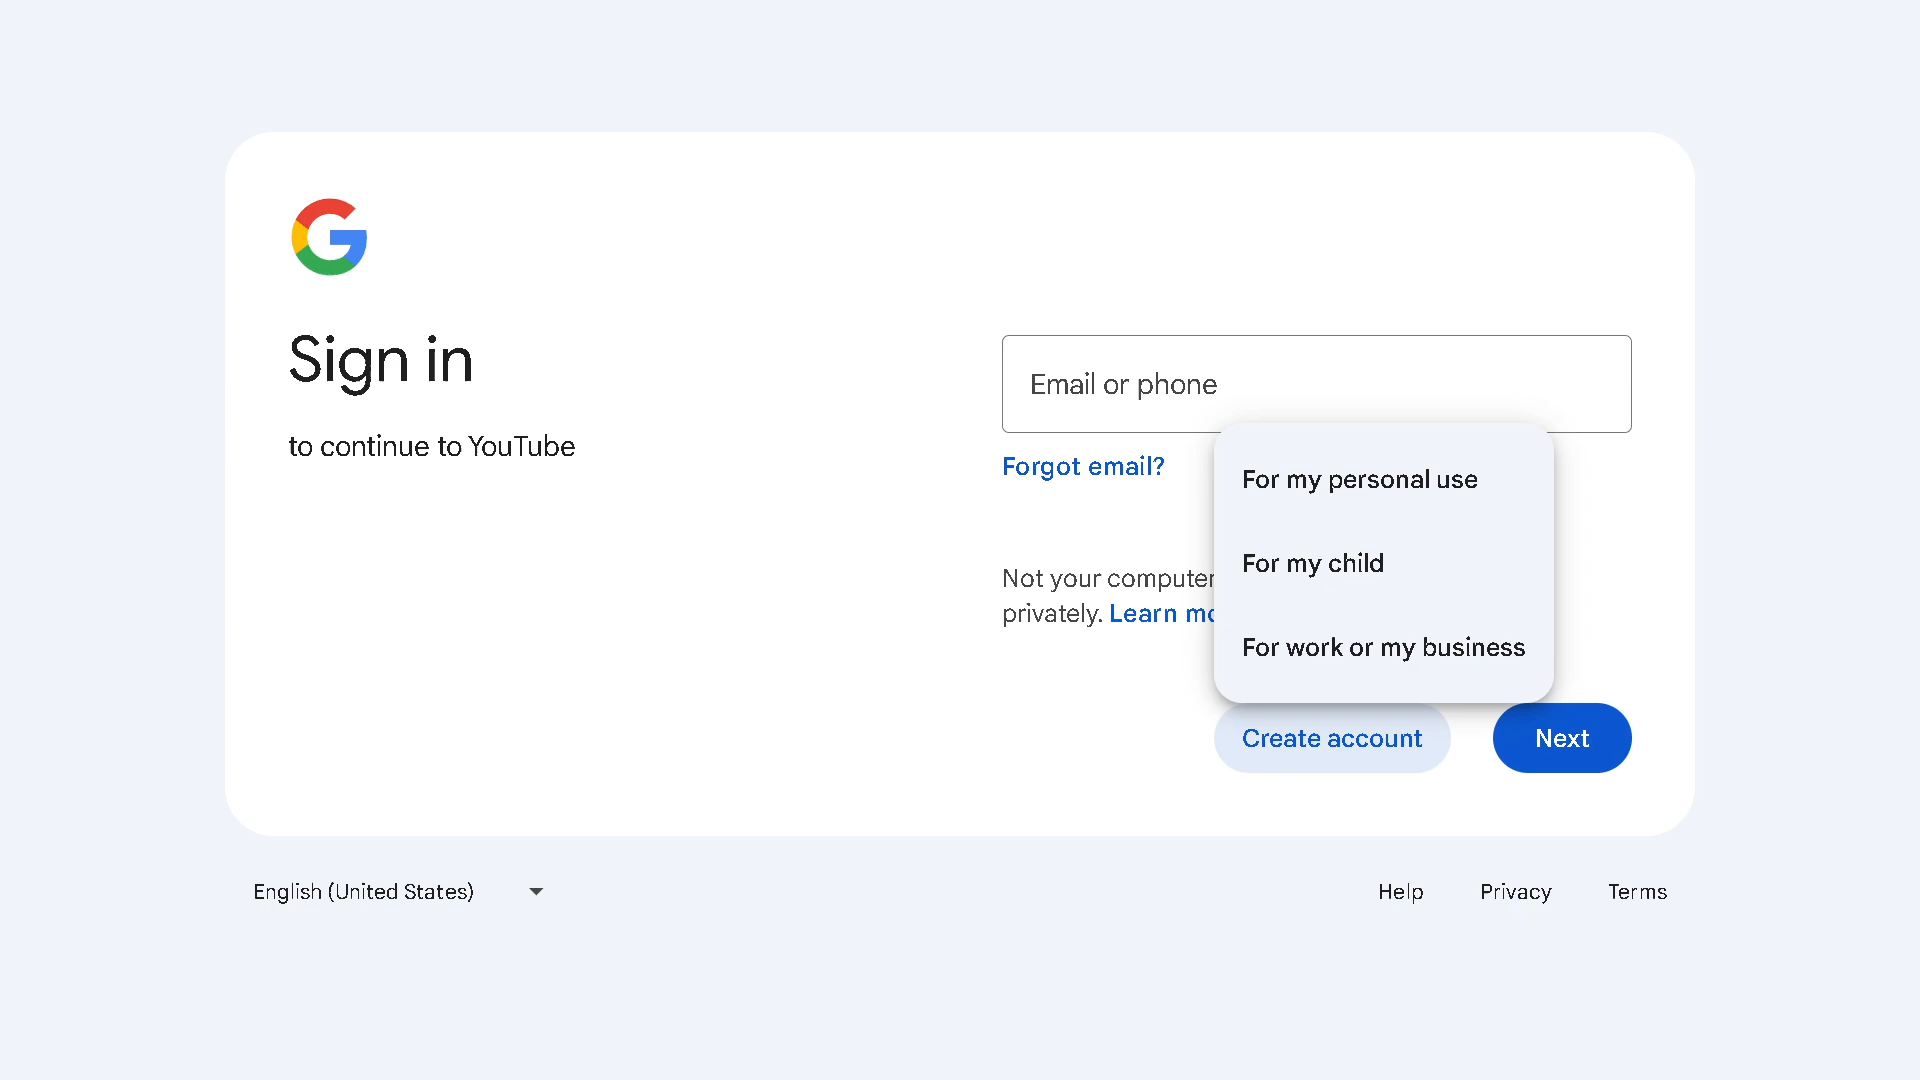 Sign in
to continue to YouTube
Email or phone
Forgot email?
Not your computer
privately. Learn mo
For my personal use
For my child
For work or my business
Create account
Next
English (United States)
Help
Privacy
Terms